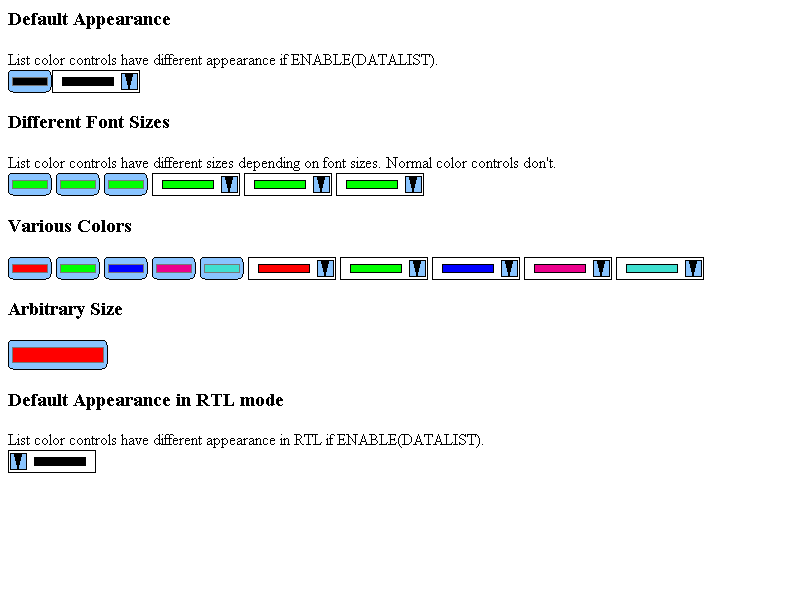 Default Appearance
List color controls have different appearance if ENABLE(DATALIST).
Different Font Sizes
List color controls have different sizes depending on font sizes. Normal color controls don't.
Various Colors
Arbitrary Size
Default Appearance in RTL mode
List color controls have different appearance in RTL if ENABLE(DATALIST).